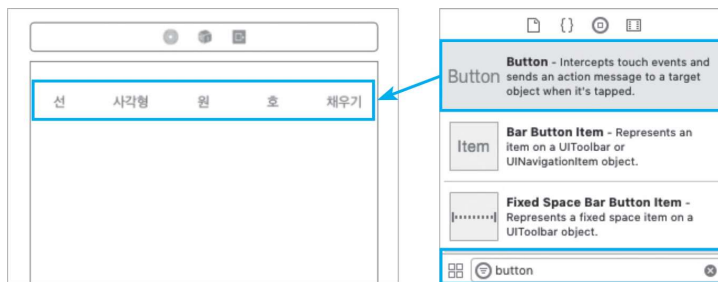 선 사각형 원 호 채우기
{}
Button
Button - Intercepts touch events and
sends an action message to a target
object when it's tapped.
Item
Bar Button Item - Represents an
item on a UIToolbar or
UINavigationItem object.
Fixed Space Bar Button Item -
Represents a fixed space item on a
UIToolbar object.
button